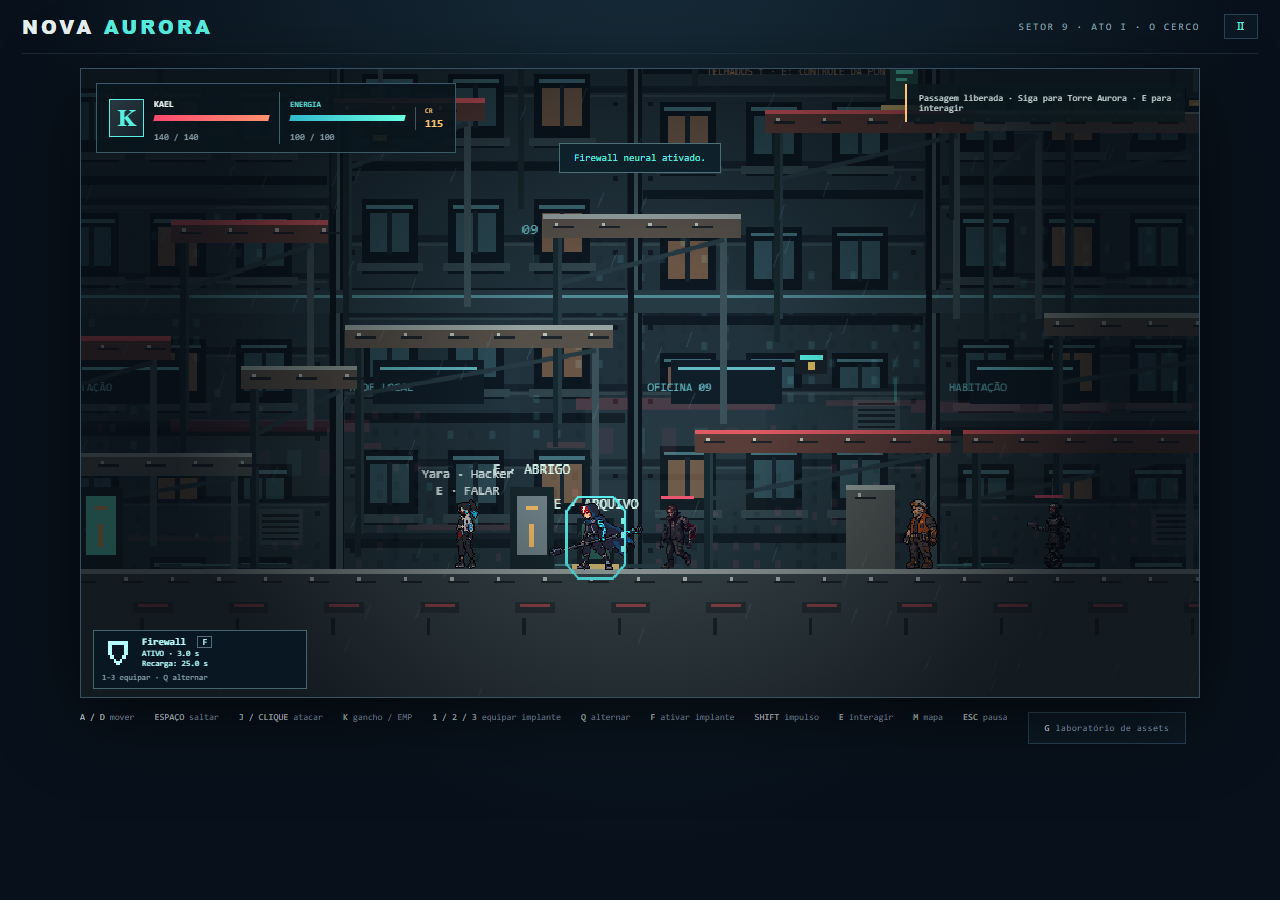 NOVA AURORA
SETOR 9 · ATO I · O CERCO
II
K
KAEL
140 / 140
ENERGIA
100 / 100
CR
115
Passagem liberada · Siga para Torre Aurora · E para
interagir
Firewall neural ativado.
09
OFICINA 09
HABITAÇÃO
Yara - Hacker
E · FALAR
E · ABRIGO
E · ARQUIVO
Firewall F
ATIVO · 3.0 s
Recarga: 25.0 s
1-3 equipar · Q alternar
A / D mover
ESPAÇO saltar
J / CLIQUE atacar
K gancho / EMP
1 / 2 / 3 equipar implante
Q alternar
F ativar implante
SHIFT impulso
E interagir
M mapa
ESC pausa
G laboratório de assets